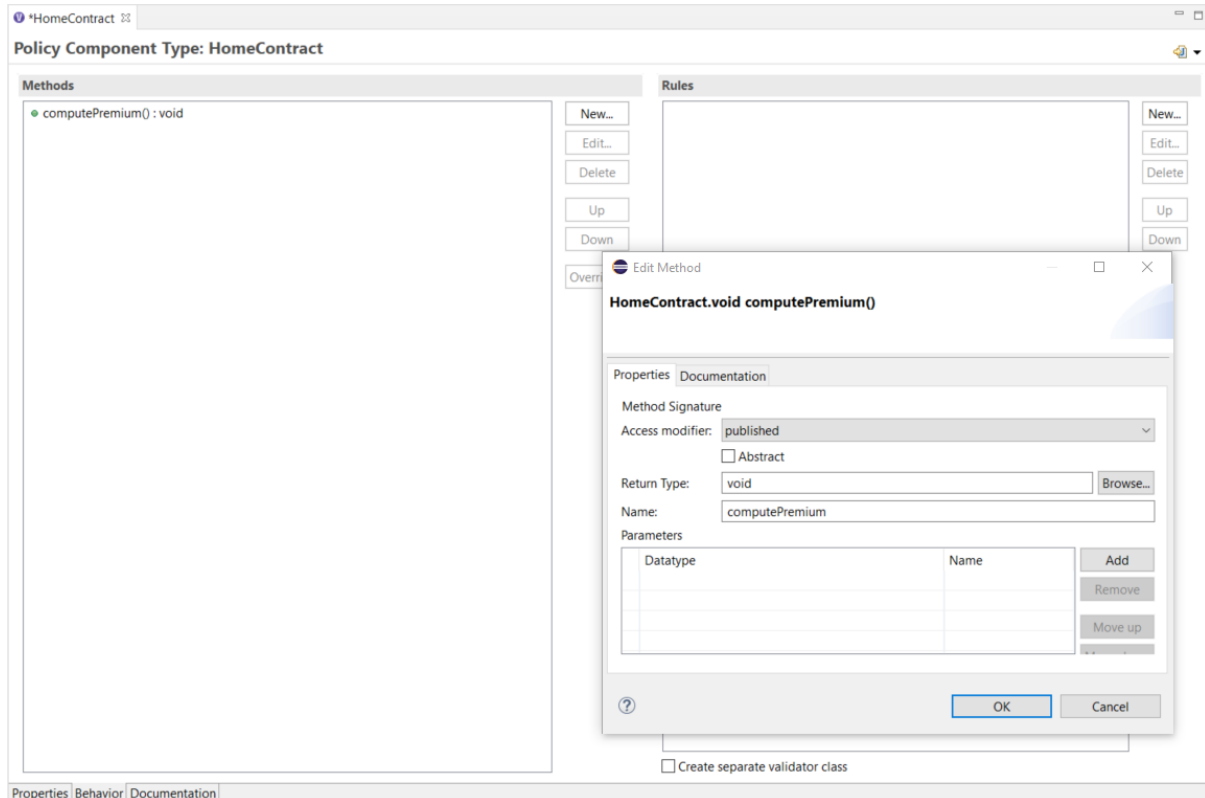 *HomeContract
Policy Component Type: HomeContract
Methods
computePremium() : void
New...
Edit...
Delete
Up
Down
Overri
Rules
New...
Edit...
Delete
Up
Down
Edit Method
HomeContract.void computePremium()
Properties Documentation
Method Signature
Access modifier: published
Abstract
Return Type: void Browse...
Name: computePremium
Parameters
Datatype Name
Add
Remove
Move up
OK Cancel
Create separate validator class
Properties Behavior Documentation